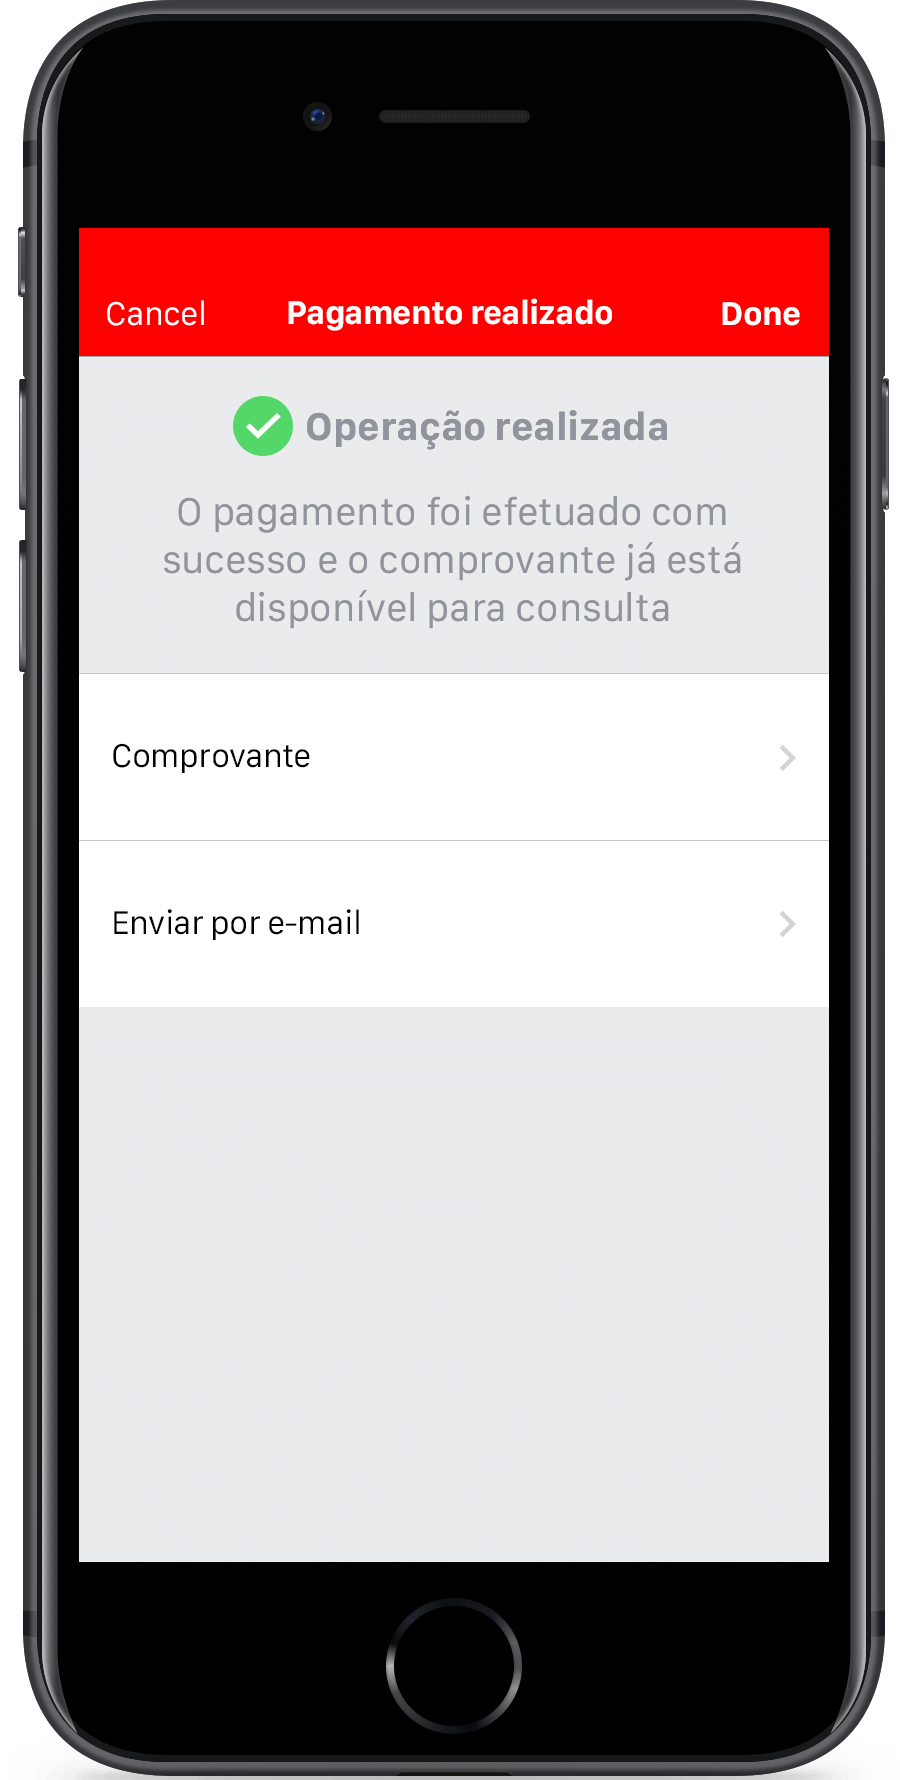 Cancel Pagamento realizado Done
Operação realizada
O pagamento foi efetuado com
sucesso e o comprovante já está
disponível para consulta
Comprovante
Enviar por e-mail